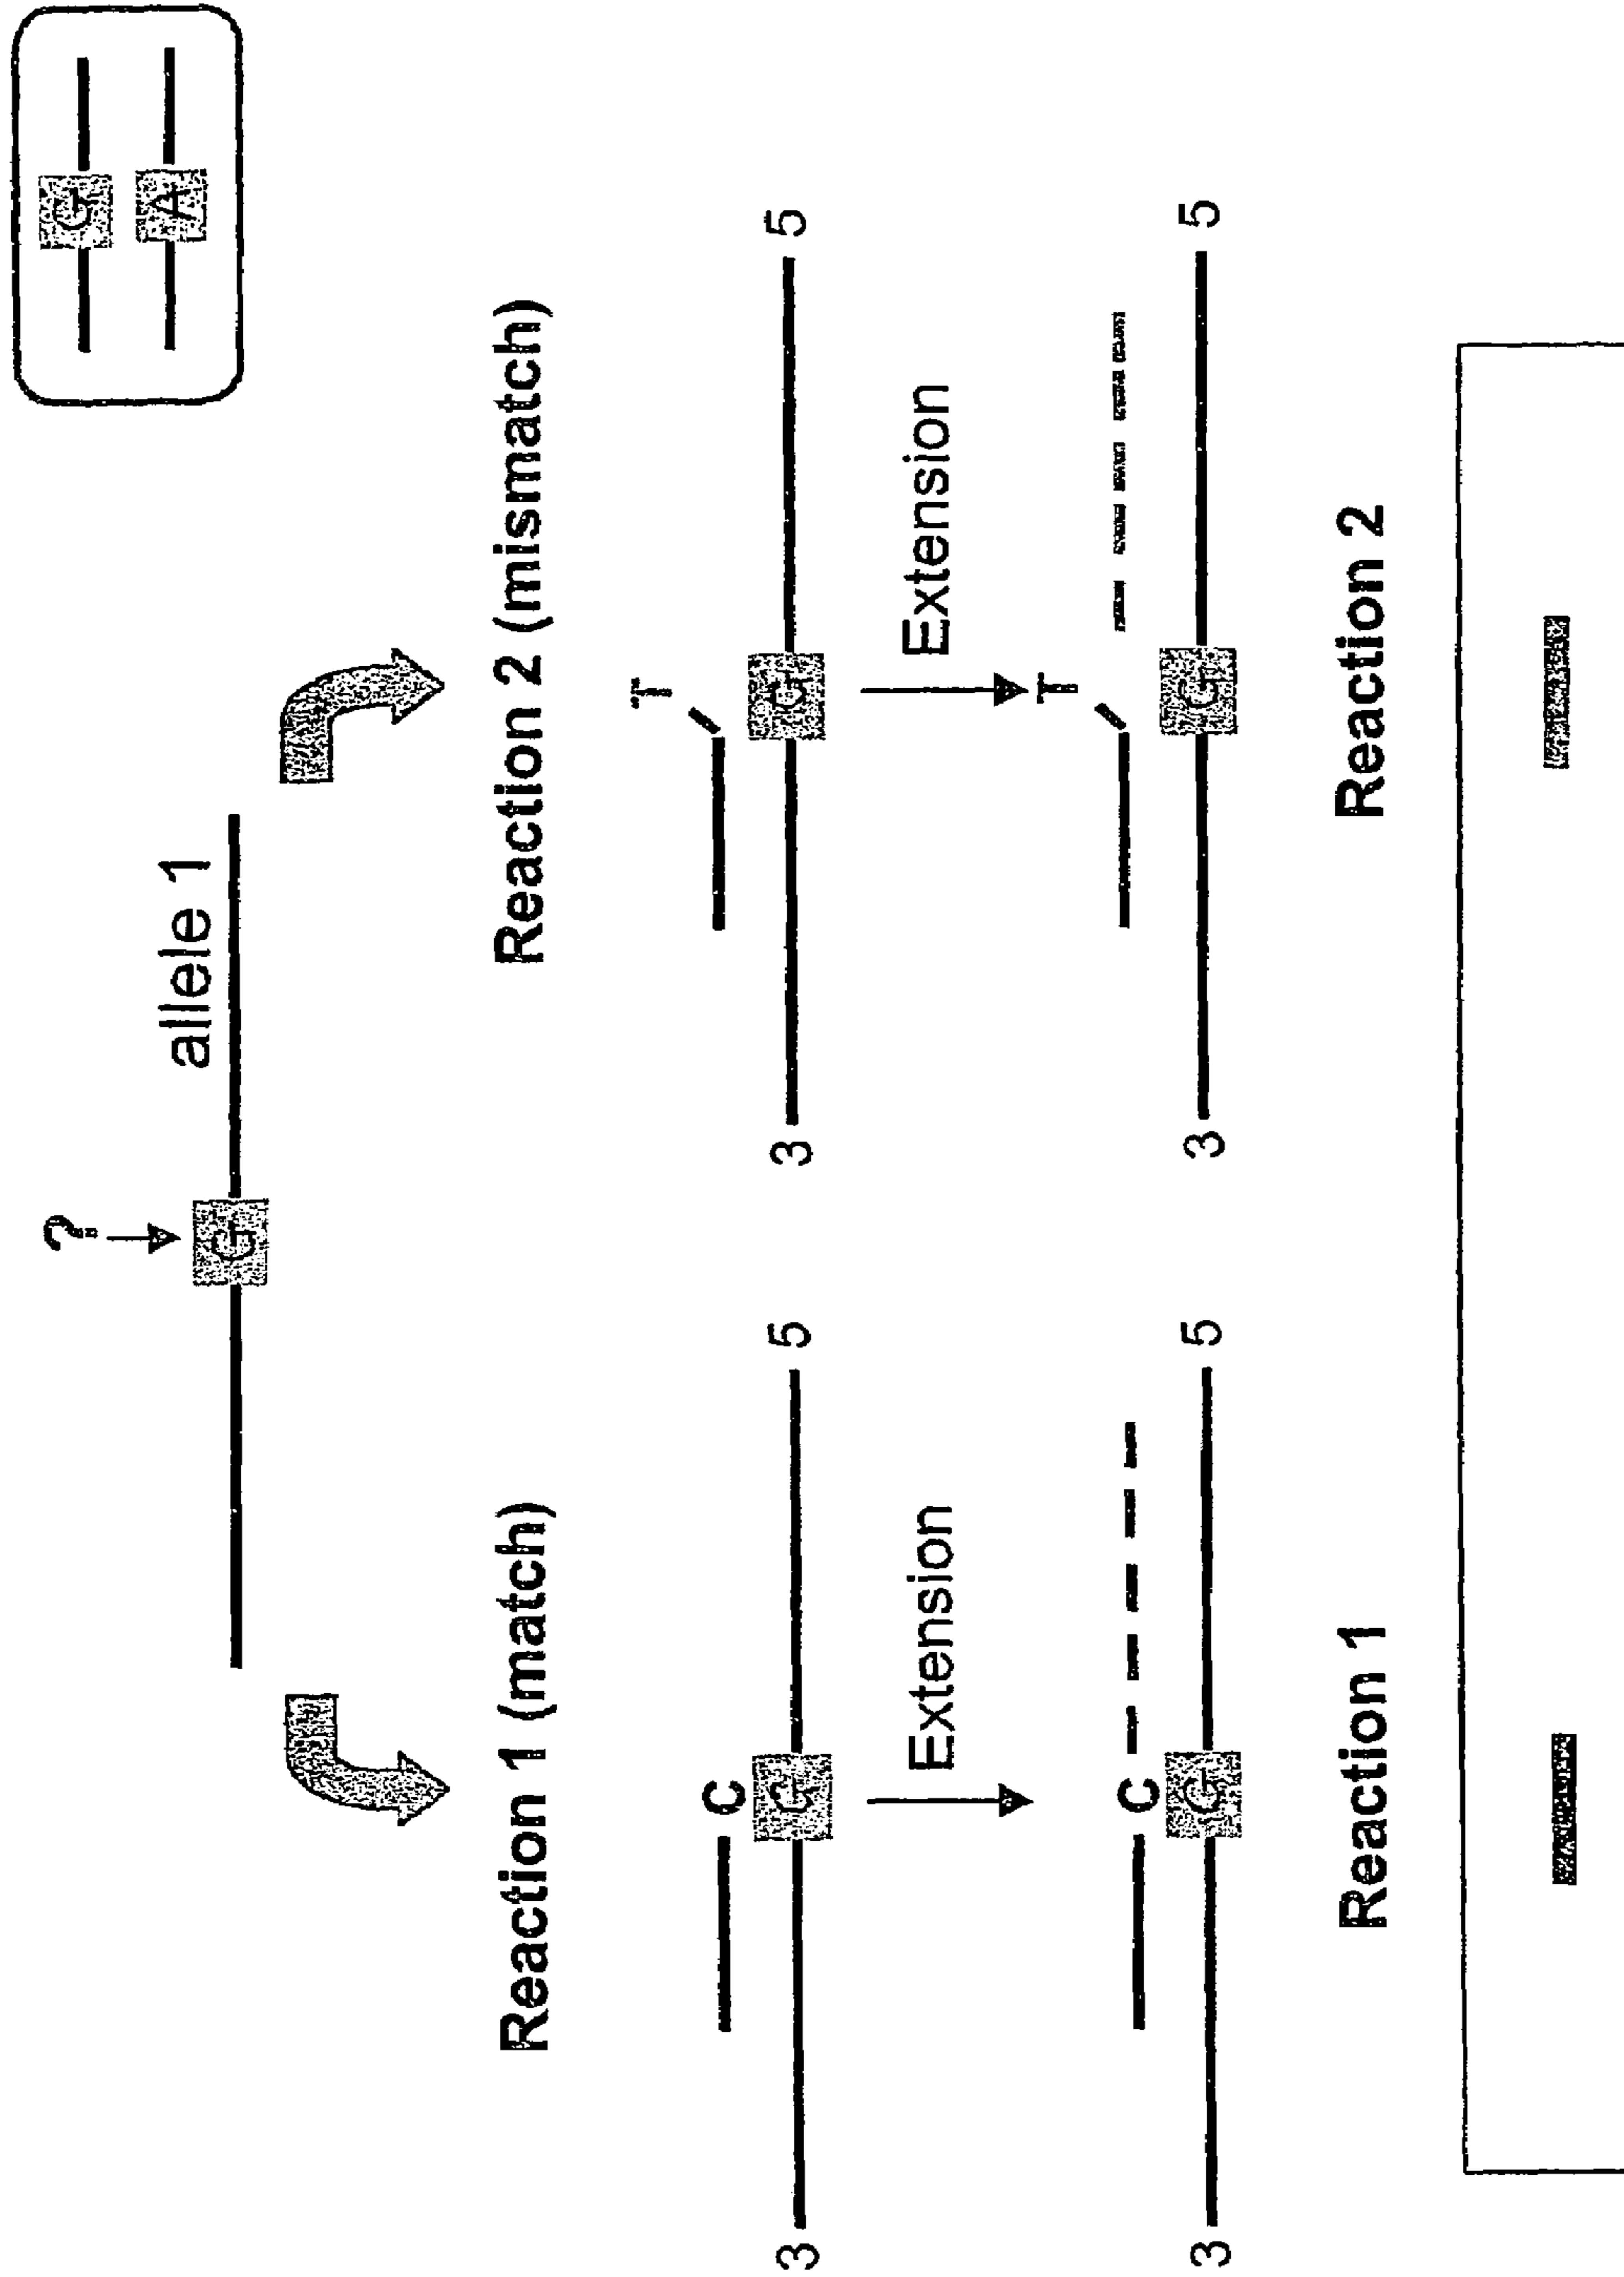 G
A
?
allele 1
G
Reaction 1 (match)
Reaction 2 (mismatch)
C
T
3 G 5
3 G 5
Extension
Extension
C
T
3 G 5
3 G 5
Reaction 1
Reaction 2